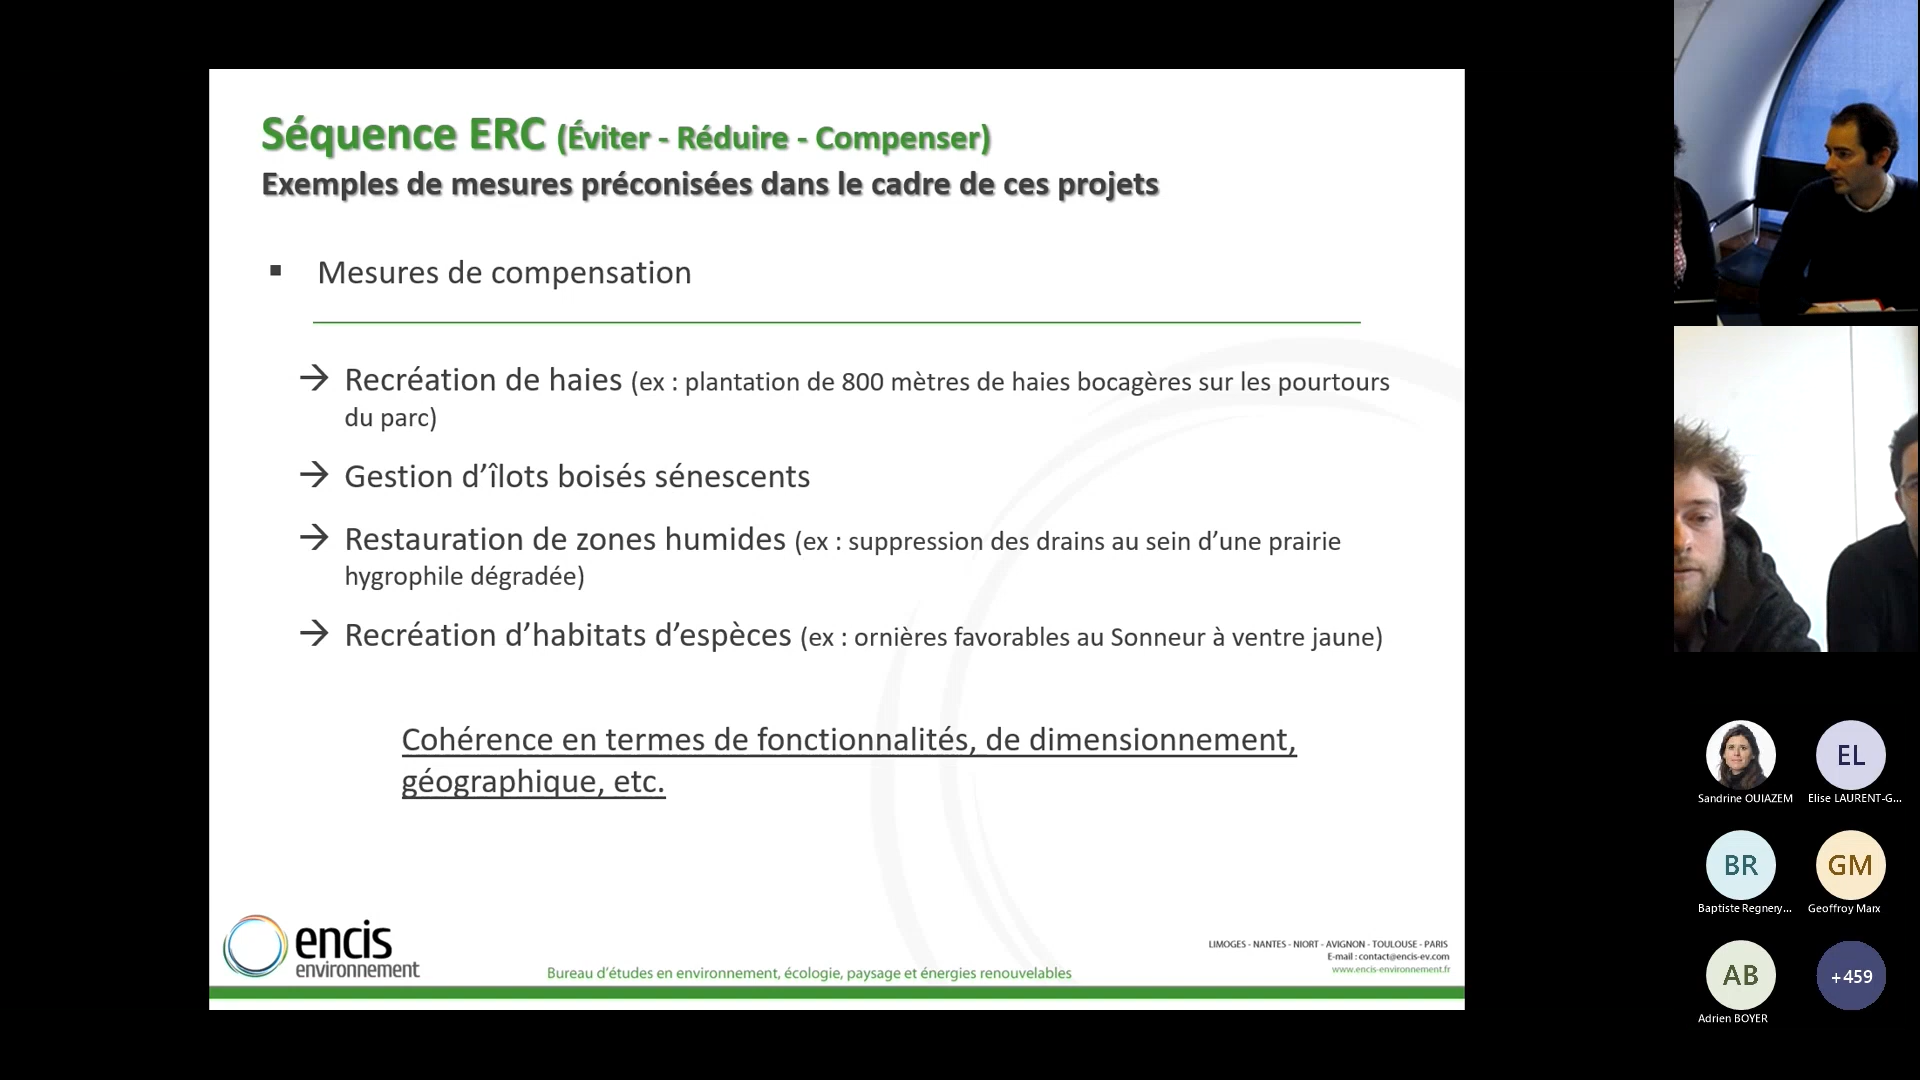 Séquence ERC (Éviter - Réduire - Compenser)
Exemples de mesures préconisées dans le cadre de ces projets
▪ Mesures de compensation
→ Recréation de haies (ex : plantation de 800 mètres de haies bocagères sur les pourtours
du parc)
→ Gestion d’îlots boisés sénescents
→ Restauration de zones humides (ex : suppression des drains au sein d’une prairie
hygrophile dégradée)
→ Recréation d’habitats d’espèces (ex : ornières favorables au Sonneur à ventre jaune)
Cohérence en termes de fonctionnalités, de dimensionnement,
géographique, etc.
encis
environnement
Bureau d’études en environnement, écologie, paysage et énergies renouvelables
LIMOGES - NANTES - NIORT - AVIGNON - TOULOUSE - PARIS
E-mail : contact@encis-ev.com
www.encis-environnement.fr
Sandrine OUIAZEM
EL
Elise LAURENT-G...
BR
Baptiste Regnery...
GM
Geoffroy Marx
AB
Adrien BOYER
+459